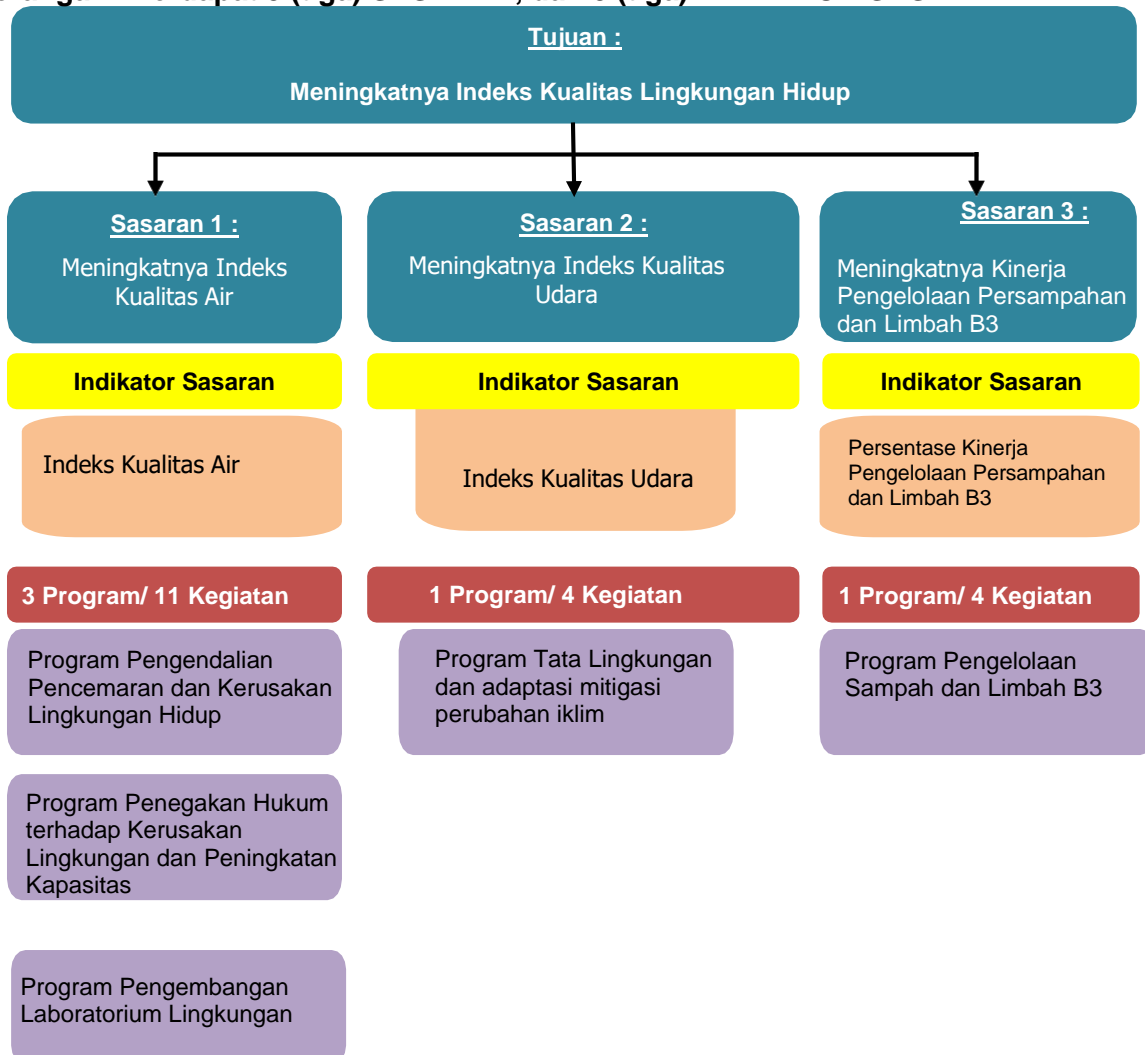 Tujuan :
Meningkatnya Indeks Kualitas Lingkungan Hidup
Sasaran 1 :
Meningkatnya Indeks
Kualitas Air
Sasaran 2 :
Meningkatnya Indeks Kualitas
Udara
Sasaran 3 :
Meningkatnya Kinerja
Pengelolaan Persampahan
dan Limbah B3
Indikator Sasaran
Indikator Sasaran
Indikator Sasaran
Indeks Kualitas Air
Indeks Kualitas Udara
Persentase Kinerja
Pengelolaan Persampahan
dan Limbah B3
3 Program/ 11 Kegiatan
1 Program/ 4 Kegiatan
1 Program/ 4 Kegiatan
Program Pengendalian
Pencemaran dan Kerusakan
Lingkungan Hidup
Program Tata Lingkungan
dan adaptasi mitigasi
perubahan iklim
Program Pengelolaan
Sampah dan Limbah B3
Program Penegakan Hukum
terhadap Kerusakan
Lingkungan dan Peningkatan
Kapasitas
Program Pengembangan
Laboratorium Lingkungan